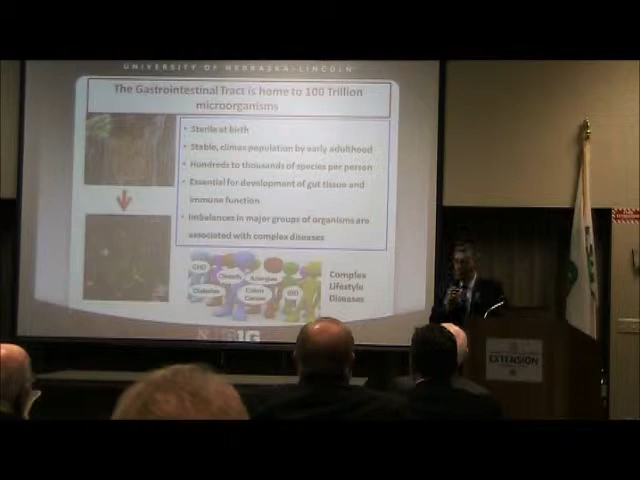 UNIVERSITY OF NEBRASKA–LINCOLN
The Gastrointestinal Tract is home to 100 Trillion
microorganisms
• Sterile at birth
• Stable, climax population by early adulthood
• Hundreds to thousands of species per person
• Essential for development of gut tissue and
immune function
• Imbalances in major groups of organisms are
associated with complex diseases
CHD
Obesity
Allergies
Diabetes
Colon
Cancer
IBD
Complex
Lifestyle
Diseases
EXTENSION